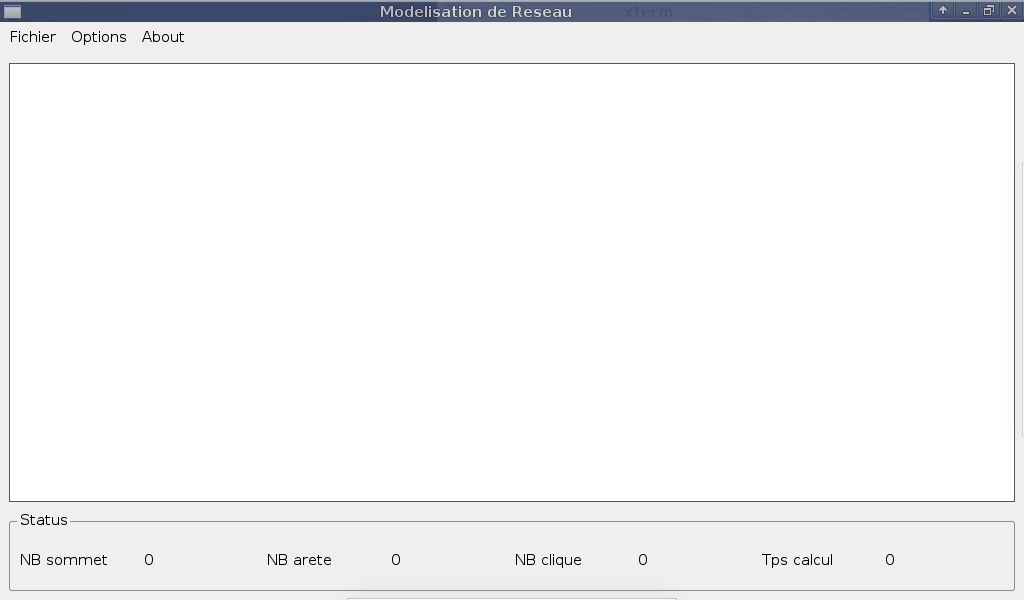 Modelisation de Reseau xterm
Fichier Options About
Status
NB sommet 0 NB arete 0 NB clique 0 Tps calcul 0